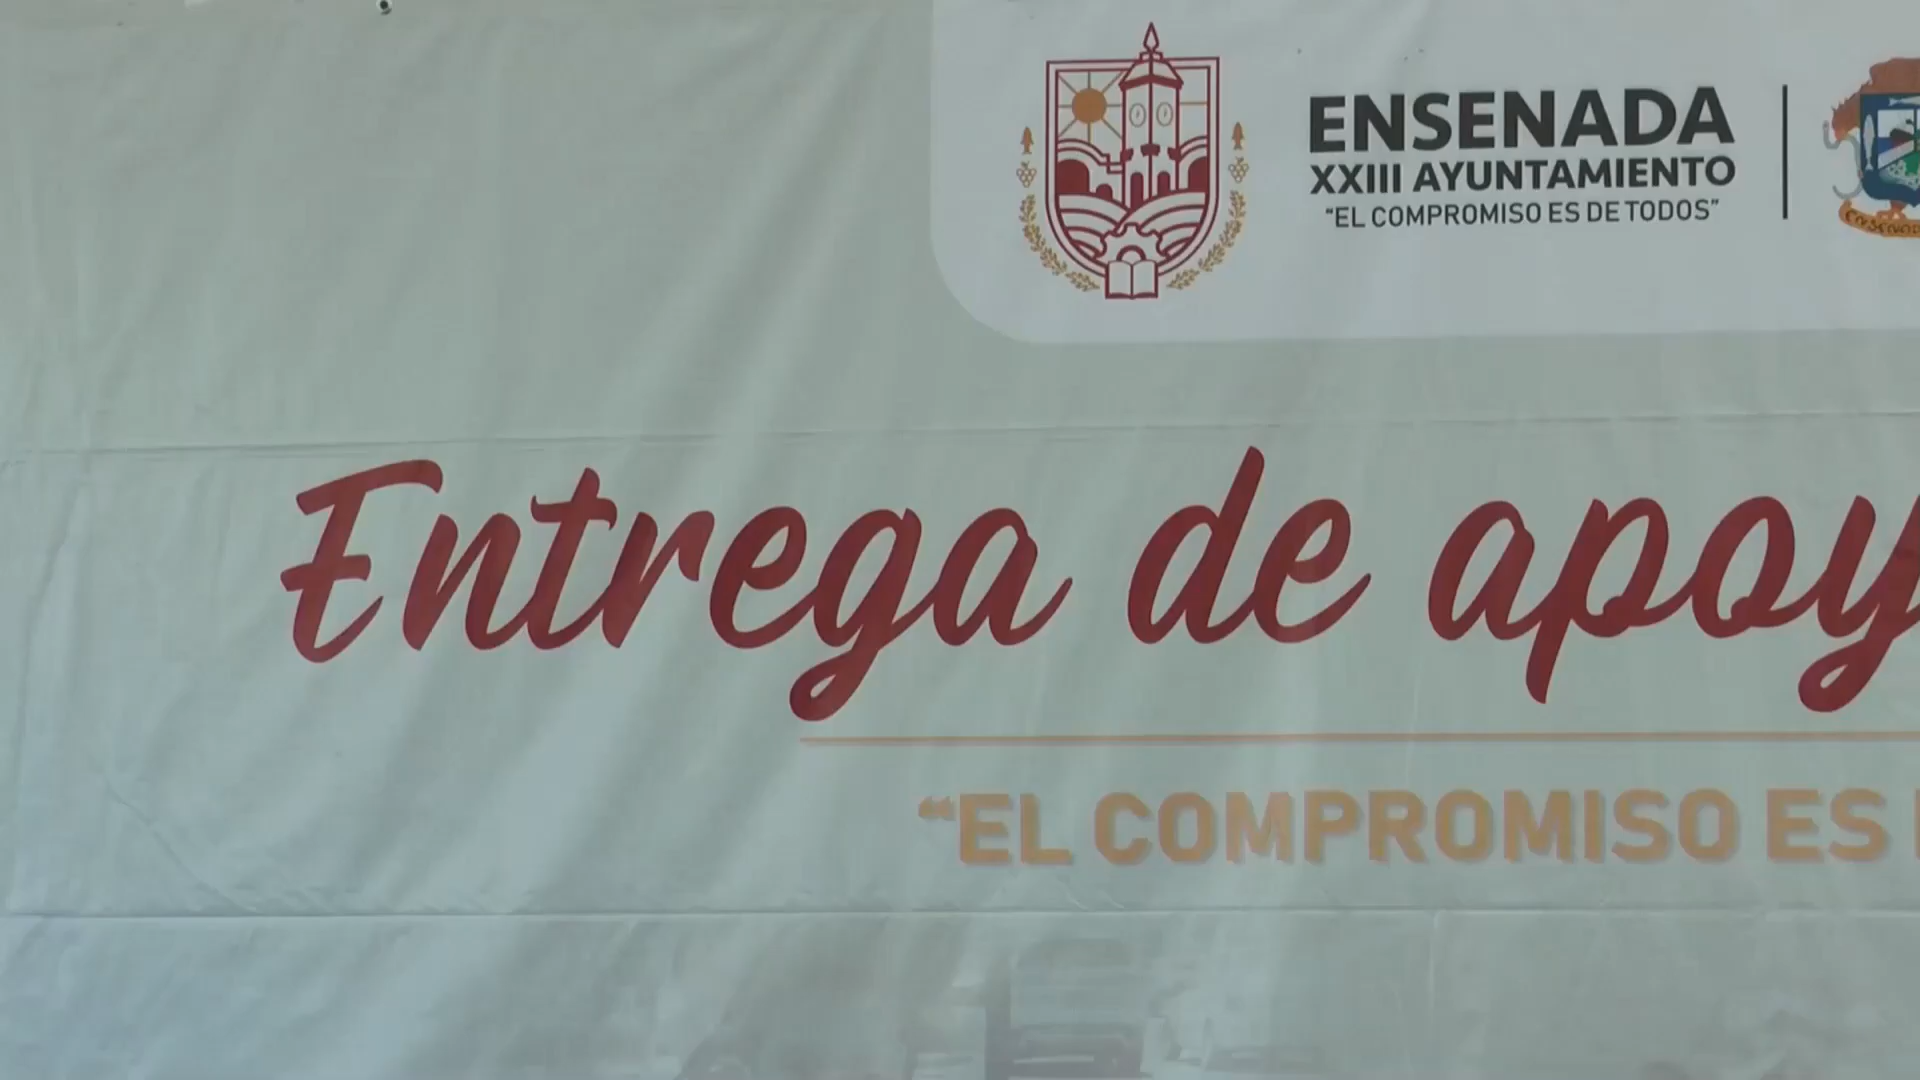 ENSENADA
XXIII AYUNTAMIENTO
"EL COMPROMISO ES DE TODOS"
Entrega de apoy
“EL COMPROMISO ES